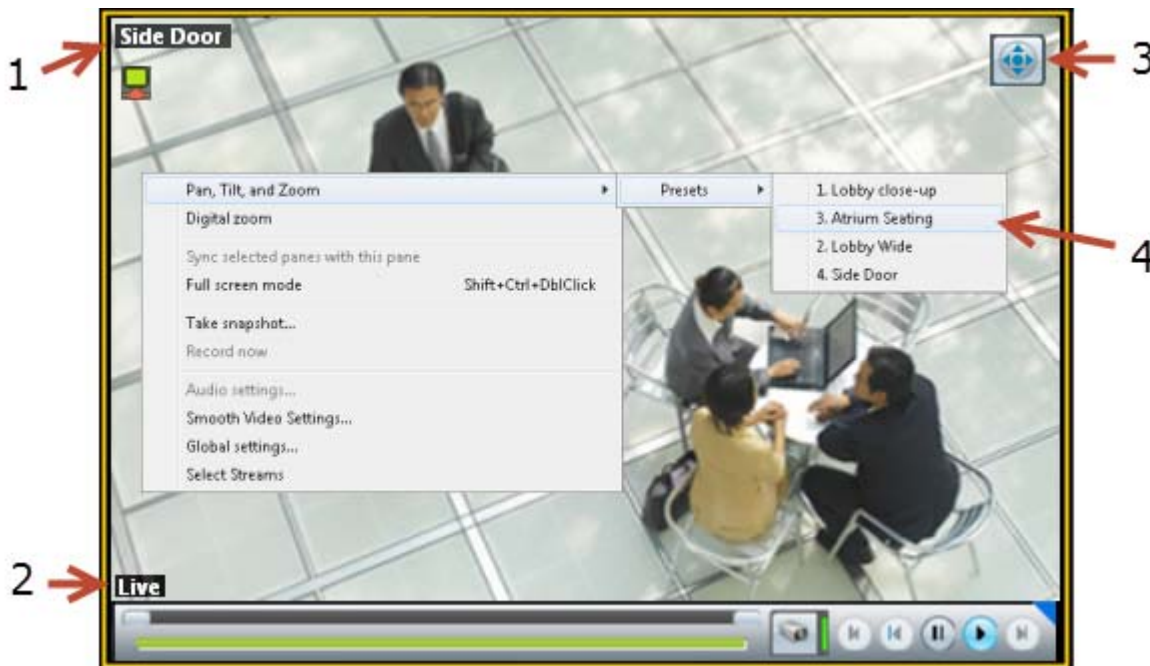 1
Side Door
3
Pan, Tilt, and Zoom
Presets
1. Lobby close-up
Digital zoom
3. Atrium Seating
4
Sync selected panes with this pane
2. Lobby Wide
Full screen mode Shift+Ctrl+DblClick
4. Side Door
Take snapshot...
Record now
Audio settings...
Smooth Video Settings...
Global settings...
Select Streams
2
Live